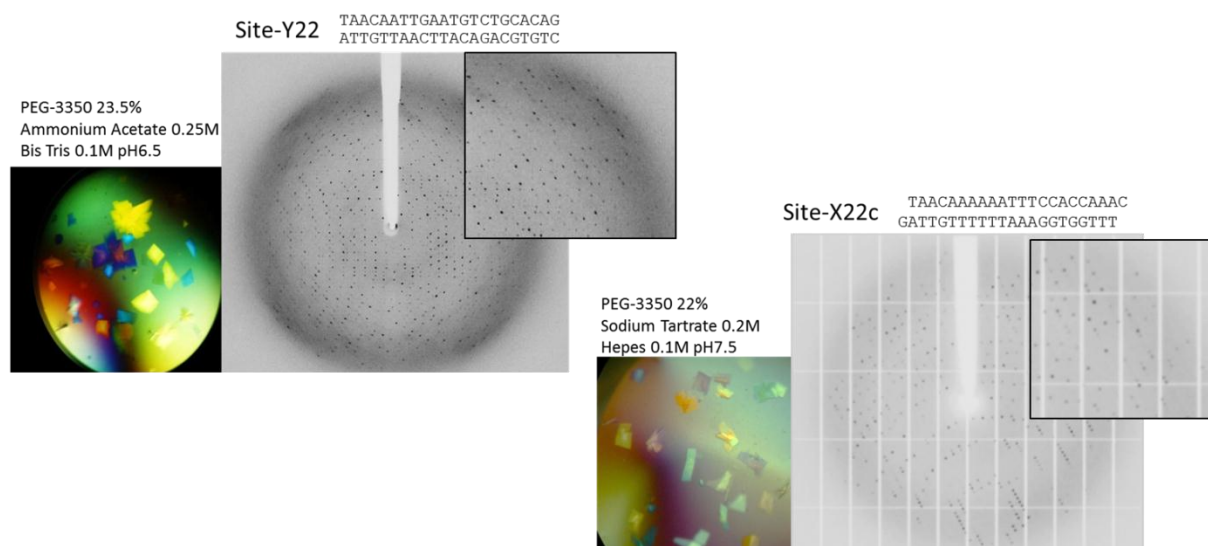 Site-Y22
TAACAATTGAATGTCTGCACAG
ATTGTTAACTTACAGACGTGTC
PEG-3350 23.5%
Ammonium Acetate 0.25M
Bis Tris 0.1M pH6.5
Site-X22c
TAACAAAAAATTTCCACCAAAC
GATTGTTTTTTAAAGGTGGTTT
PEG-3350 22%
Sodium Tartrate 0.2M
Hepes 0.1M pH7.5